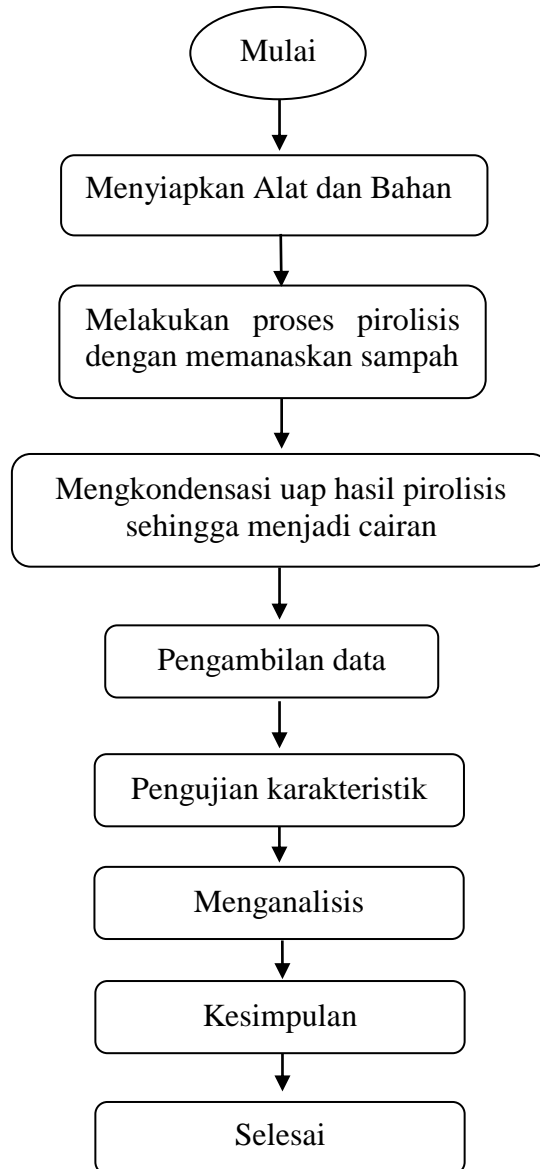 Mulai
Menyiapkan Alat dan Bahan
Melakukan proses pirolisis
dengan memanaskan sampah
Mengkondensasi uap hasil pirolisis
sehingga menjadi cairan
Pengambilan data
Pengujian karakteristik
Menganalisis
Kesimpulan
Selesai